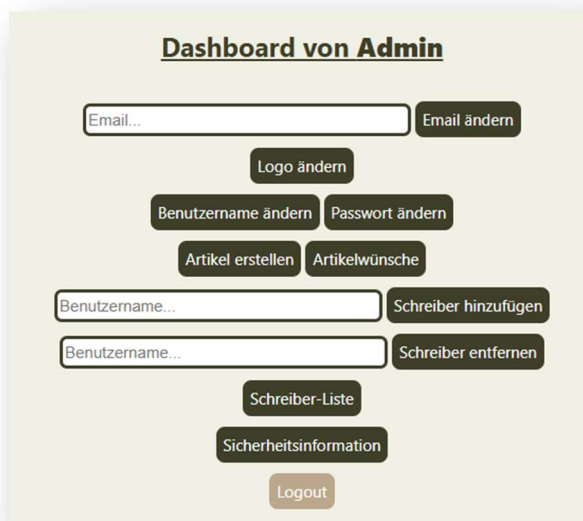 Dashboard von Admin
Email... Email ändern
Logo ändern
Benutzername ändern Passwort ändern
Artikel erstellen Artikelwünsche
Benutzername... Schreiber hinzufügen
Benutzername... Schreiber entfernen
Schreiber-Liste
Sicherheitsinformation
Logout